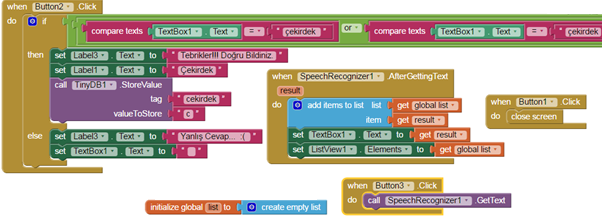 when Button2 .Click
do if compare texts TextBox1 . Text = " çekirdek " or compare texts TextBox1 . Text = " çekirdek
then set Label3 . Text to " Tebrikler!!! Doğru Bildiniz. "
set Label1 . Text to " Çekirdek "
call TinyDB1 .StoreValue
tag " cekirdek "
valueToStore " c "
else set Label3 . Text to " Yanlış Cevap... :( "
set TextBox1 . Text to " "
when SpeechRecognizer1 .AfterGettingText
result
do add items to list list get global list
item get result
set TextBox1 . Text to get result
set ListView1 . Elements to get global list
when Button1 .Click
do close screen
initialize global list to create empty list
when Button3 .Click
do call SpeechRecognizer1 .GetText